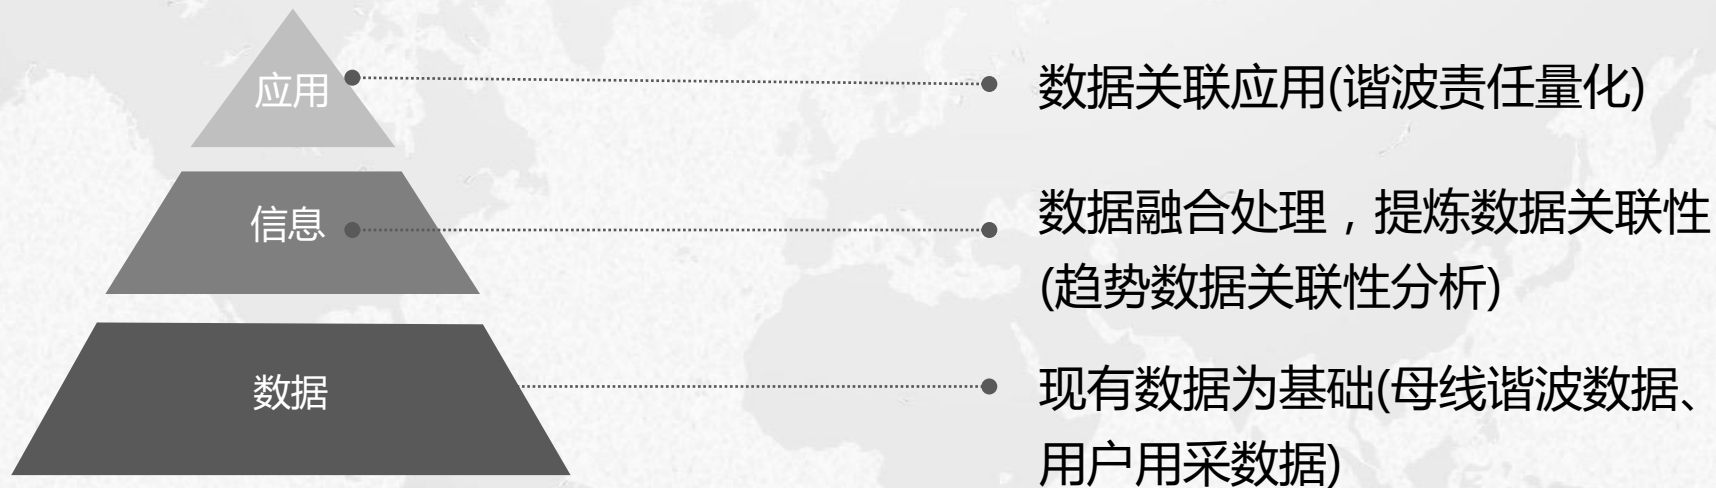 应用
数据关联应用(谐波责任量化)
信息
数据融合处理，提炼数据关联性
(趋势数据关联性分析)
数据
现有数据为基础(母线谐波数据、
用户用采数据)